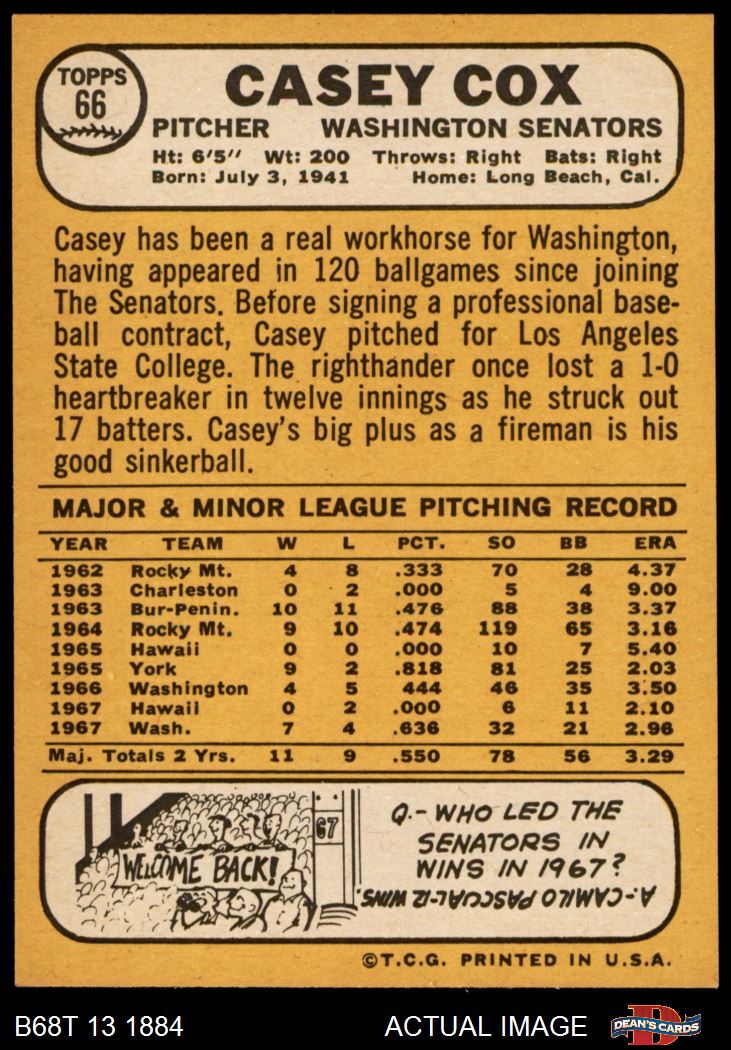 TOPPS
66
CASEY COX
PITCHER WASHINGTON SENATORS
Ht: 6'5" Wt: 200 Throws: Right Bats: Right
Born: July 3, 1941 Home: Long Beach, Cal.
Casey has been a real workhorse for Washington,
having appeared in 120 ballgames since joining
The Senators. Before signing a professional base-
ball contract, Casey pitched for Los Angeles
State College. The righthander once lost a 1-0
heartbreaker in twelve innings as he struck out
17 batters. Casey's big plus as a fireman is his
good sinkerball.
MAJOR & MINOR LEAGUE PITCHING RECORD
YEAR TEAM W L PCT. SO BB ERA
1962 Rocky Mt. 4 8 .333 70 28 4.37
1963 Charleston 0 2 .000 5 4 9.00
1963 Bur-Penin. 10 11 .476 88 38 3.37
1964 Rocky Mt. 9 10 .474 119 65 3.16
1965 Hawaii 0 0 .000 10 7 5.40
1965 York 9 2 .818 81 25 2.03
1966 Washington 4 5 444 46 35 3.50
1967 Hawaii 0 2 .000 6 11 2.10
1967 Wash. 7 4 .636 32 21 2.96
Maj. Totals 2 Yrs. 11 9 .550 78 56 3.29
67
WELCOME BACK!
Q.- WHO LED THE
SENATORS IN
WINS IN 1967?
A.-CAMILO PASCUAL-12 WINS.
©T.C.G. PRINTED IN U.S.A.
B68T 13 1884 ACTUAL IMAGE
D
DEAN'S CARDS